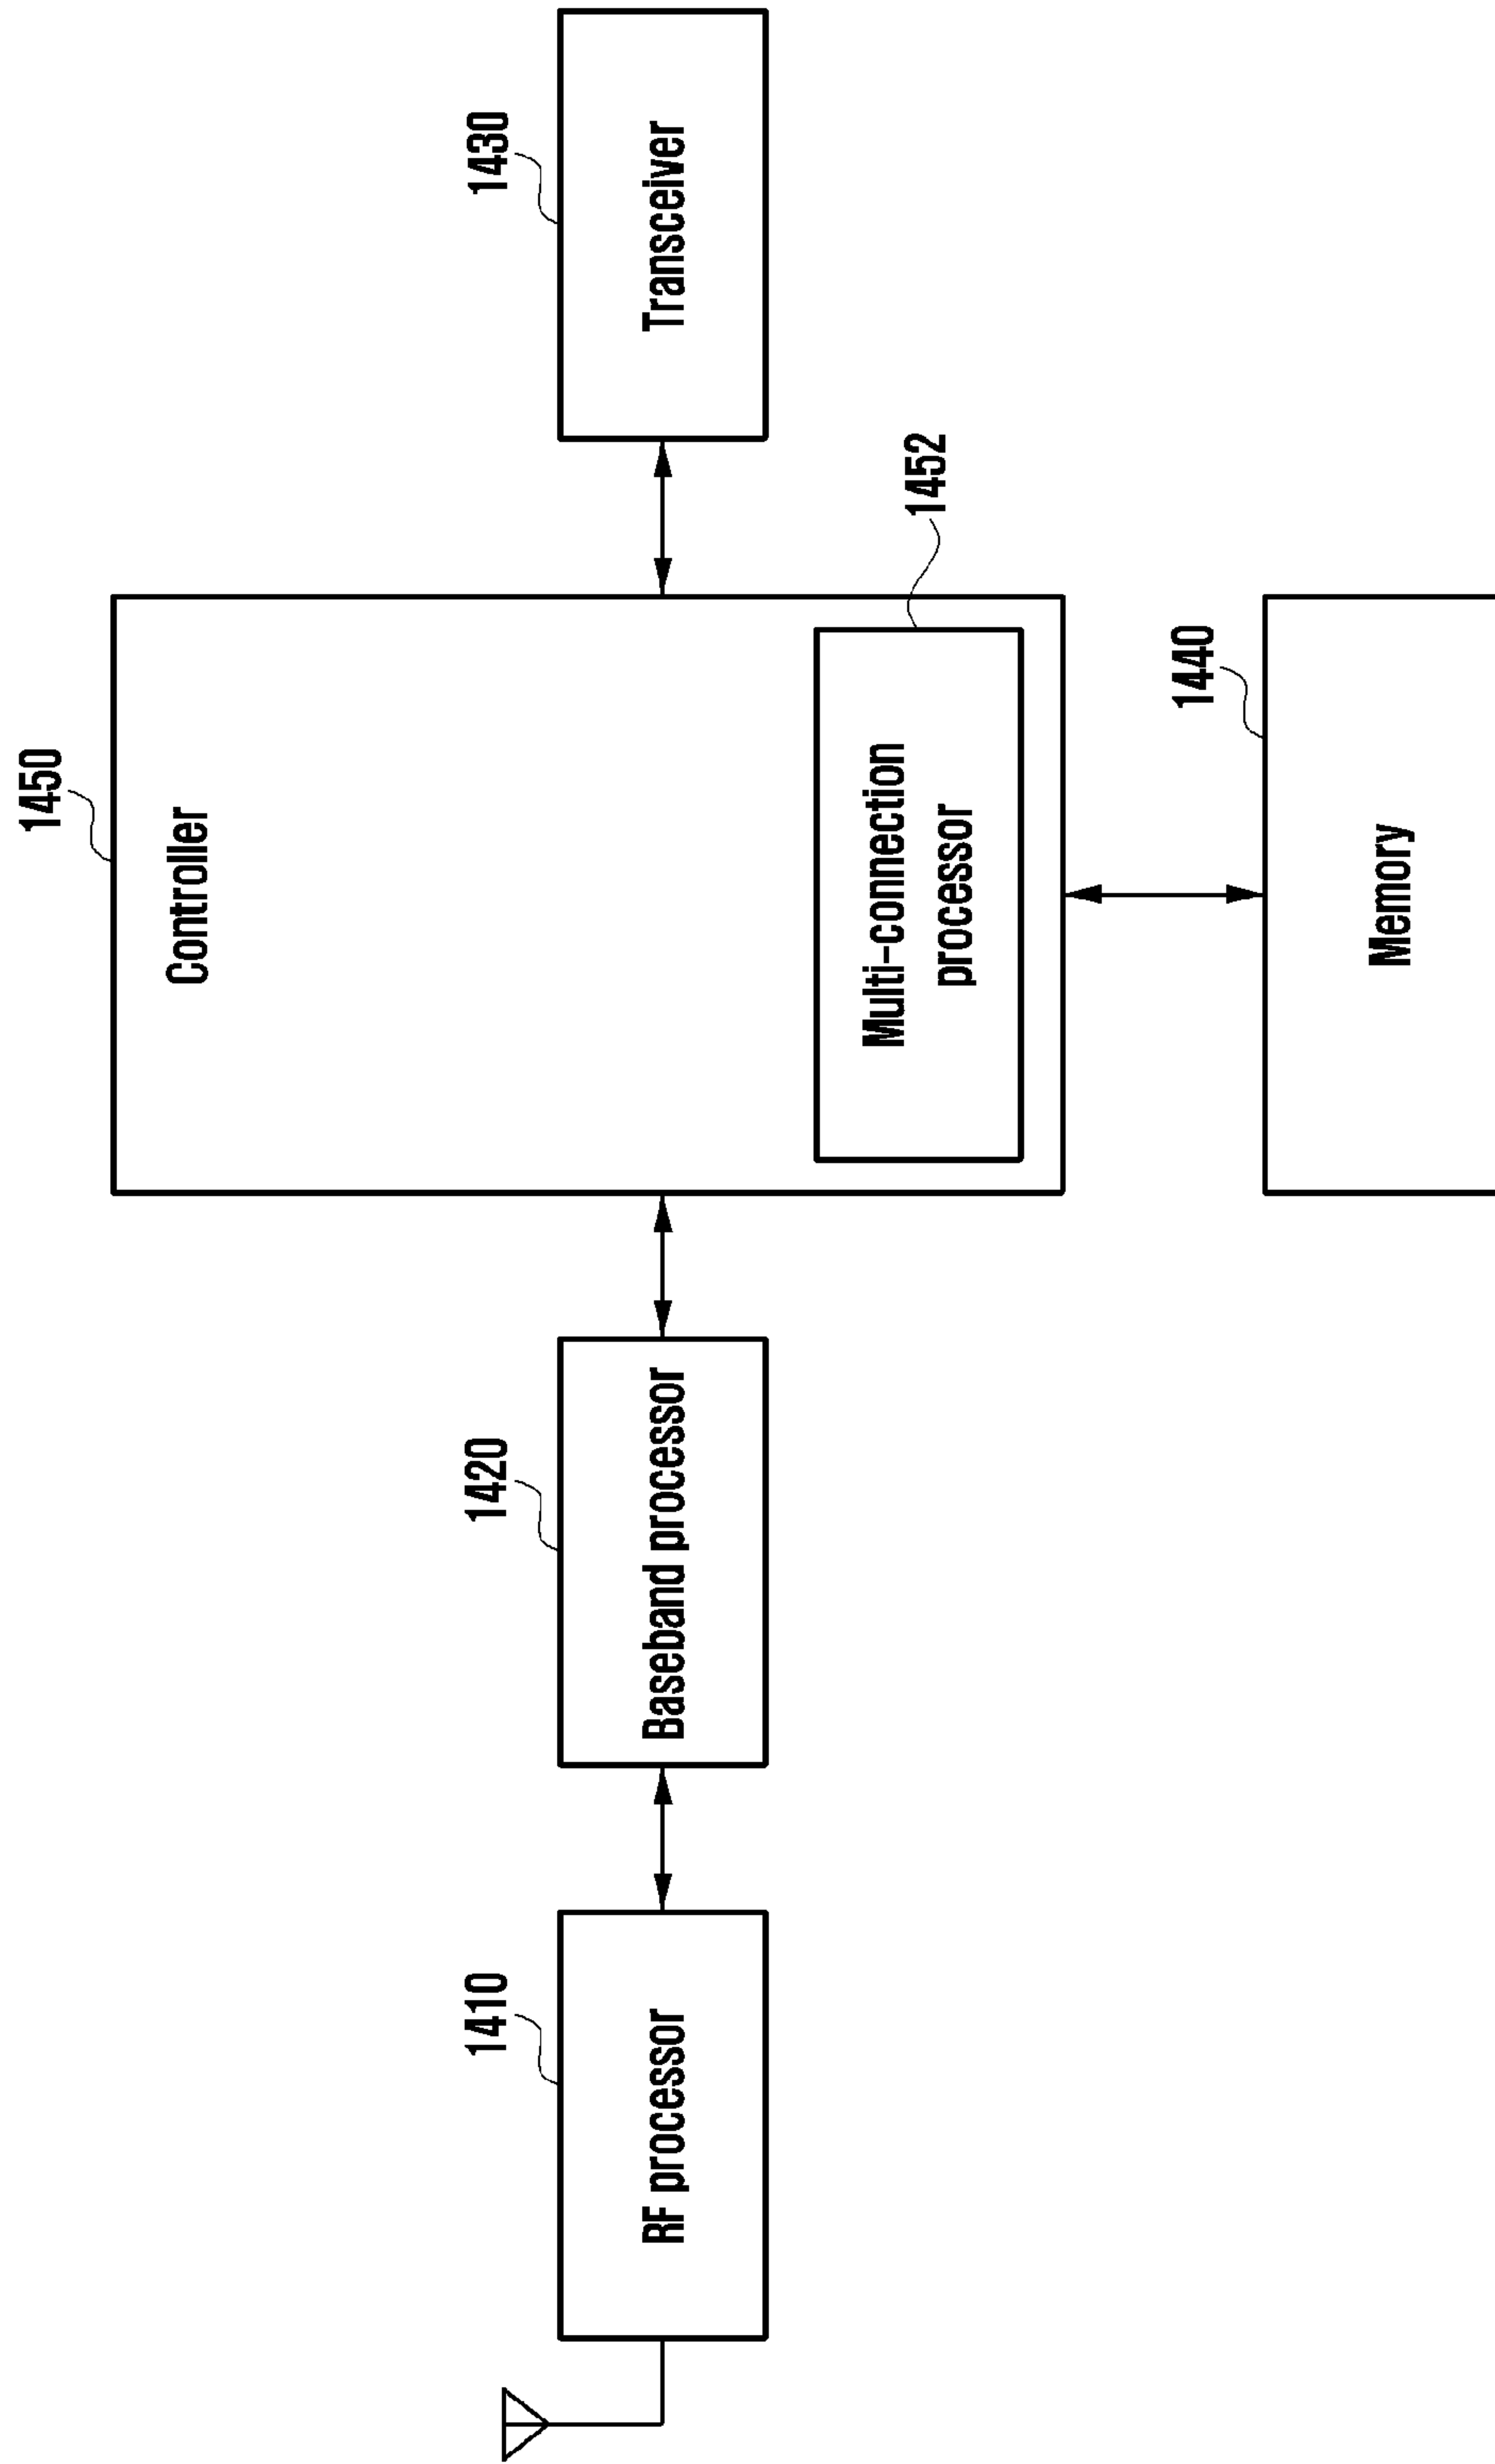 1450
Controller
1410
1420
1430
RF processor
Baseband processor
Transceiver
1452
Multi-connection
processor
1440
Memory